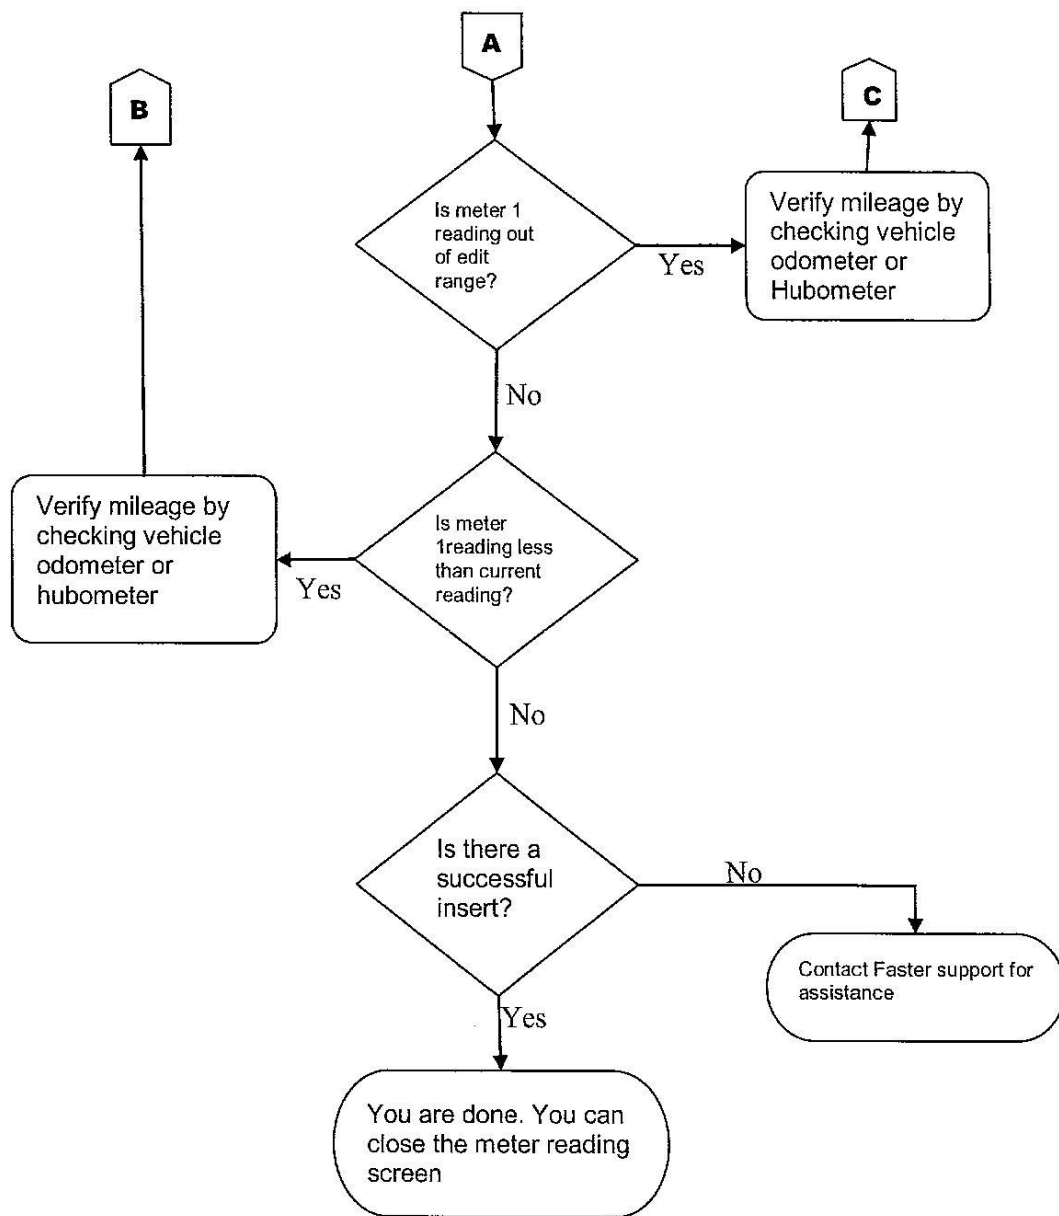 A
B
C
Is meter 1
reading out
of edit
range?
Yes
Verify mileage by
checking vehicle
odometer or
Hubometer
No
Verify mileage by
checking vehicle
odometer or
hubometer
Yes
Is meter
1reading less
than current
reading?
No
Is there a
successful
insert?
No
Contact Faster support for
assistance
Yes
You are done. You can
close the meter reading
screen